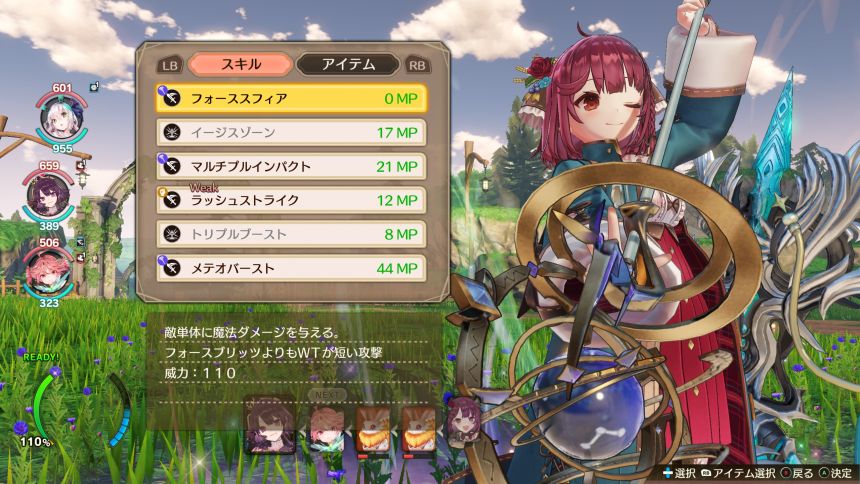 LB スキル アイテム RB
601
955
659
389
506
323
フォーススフィア 0 MP
イージスゾーン 17 MP
マルチプルインパクト 21 MP
Weak
ラッシュストライク 12 MP
トリプルブースト 8 MP
メテオバースト 44 MP
敵単体に魔法ダメージを与える。
フォースブリッツよりもWTが短い攻撃
威力:110
READY!
110%
NEXT
選択 アイテム選択 戻る A 決定